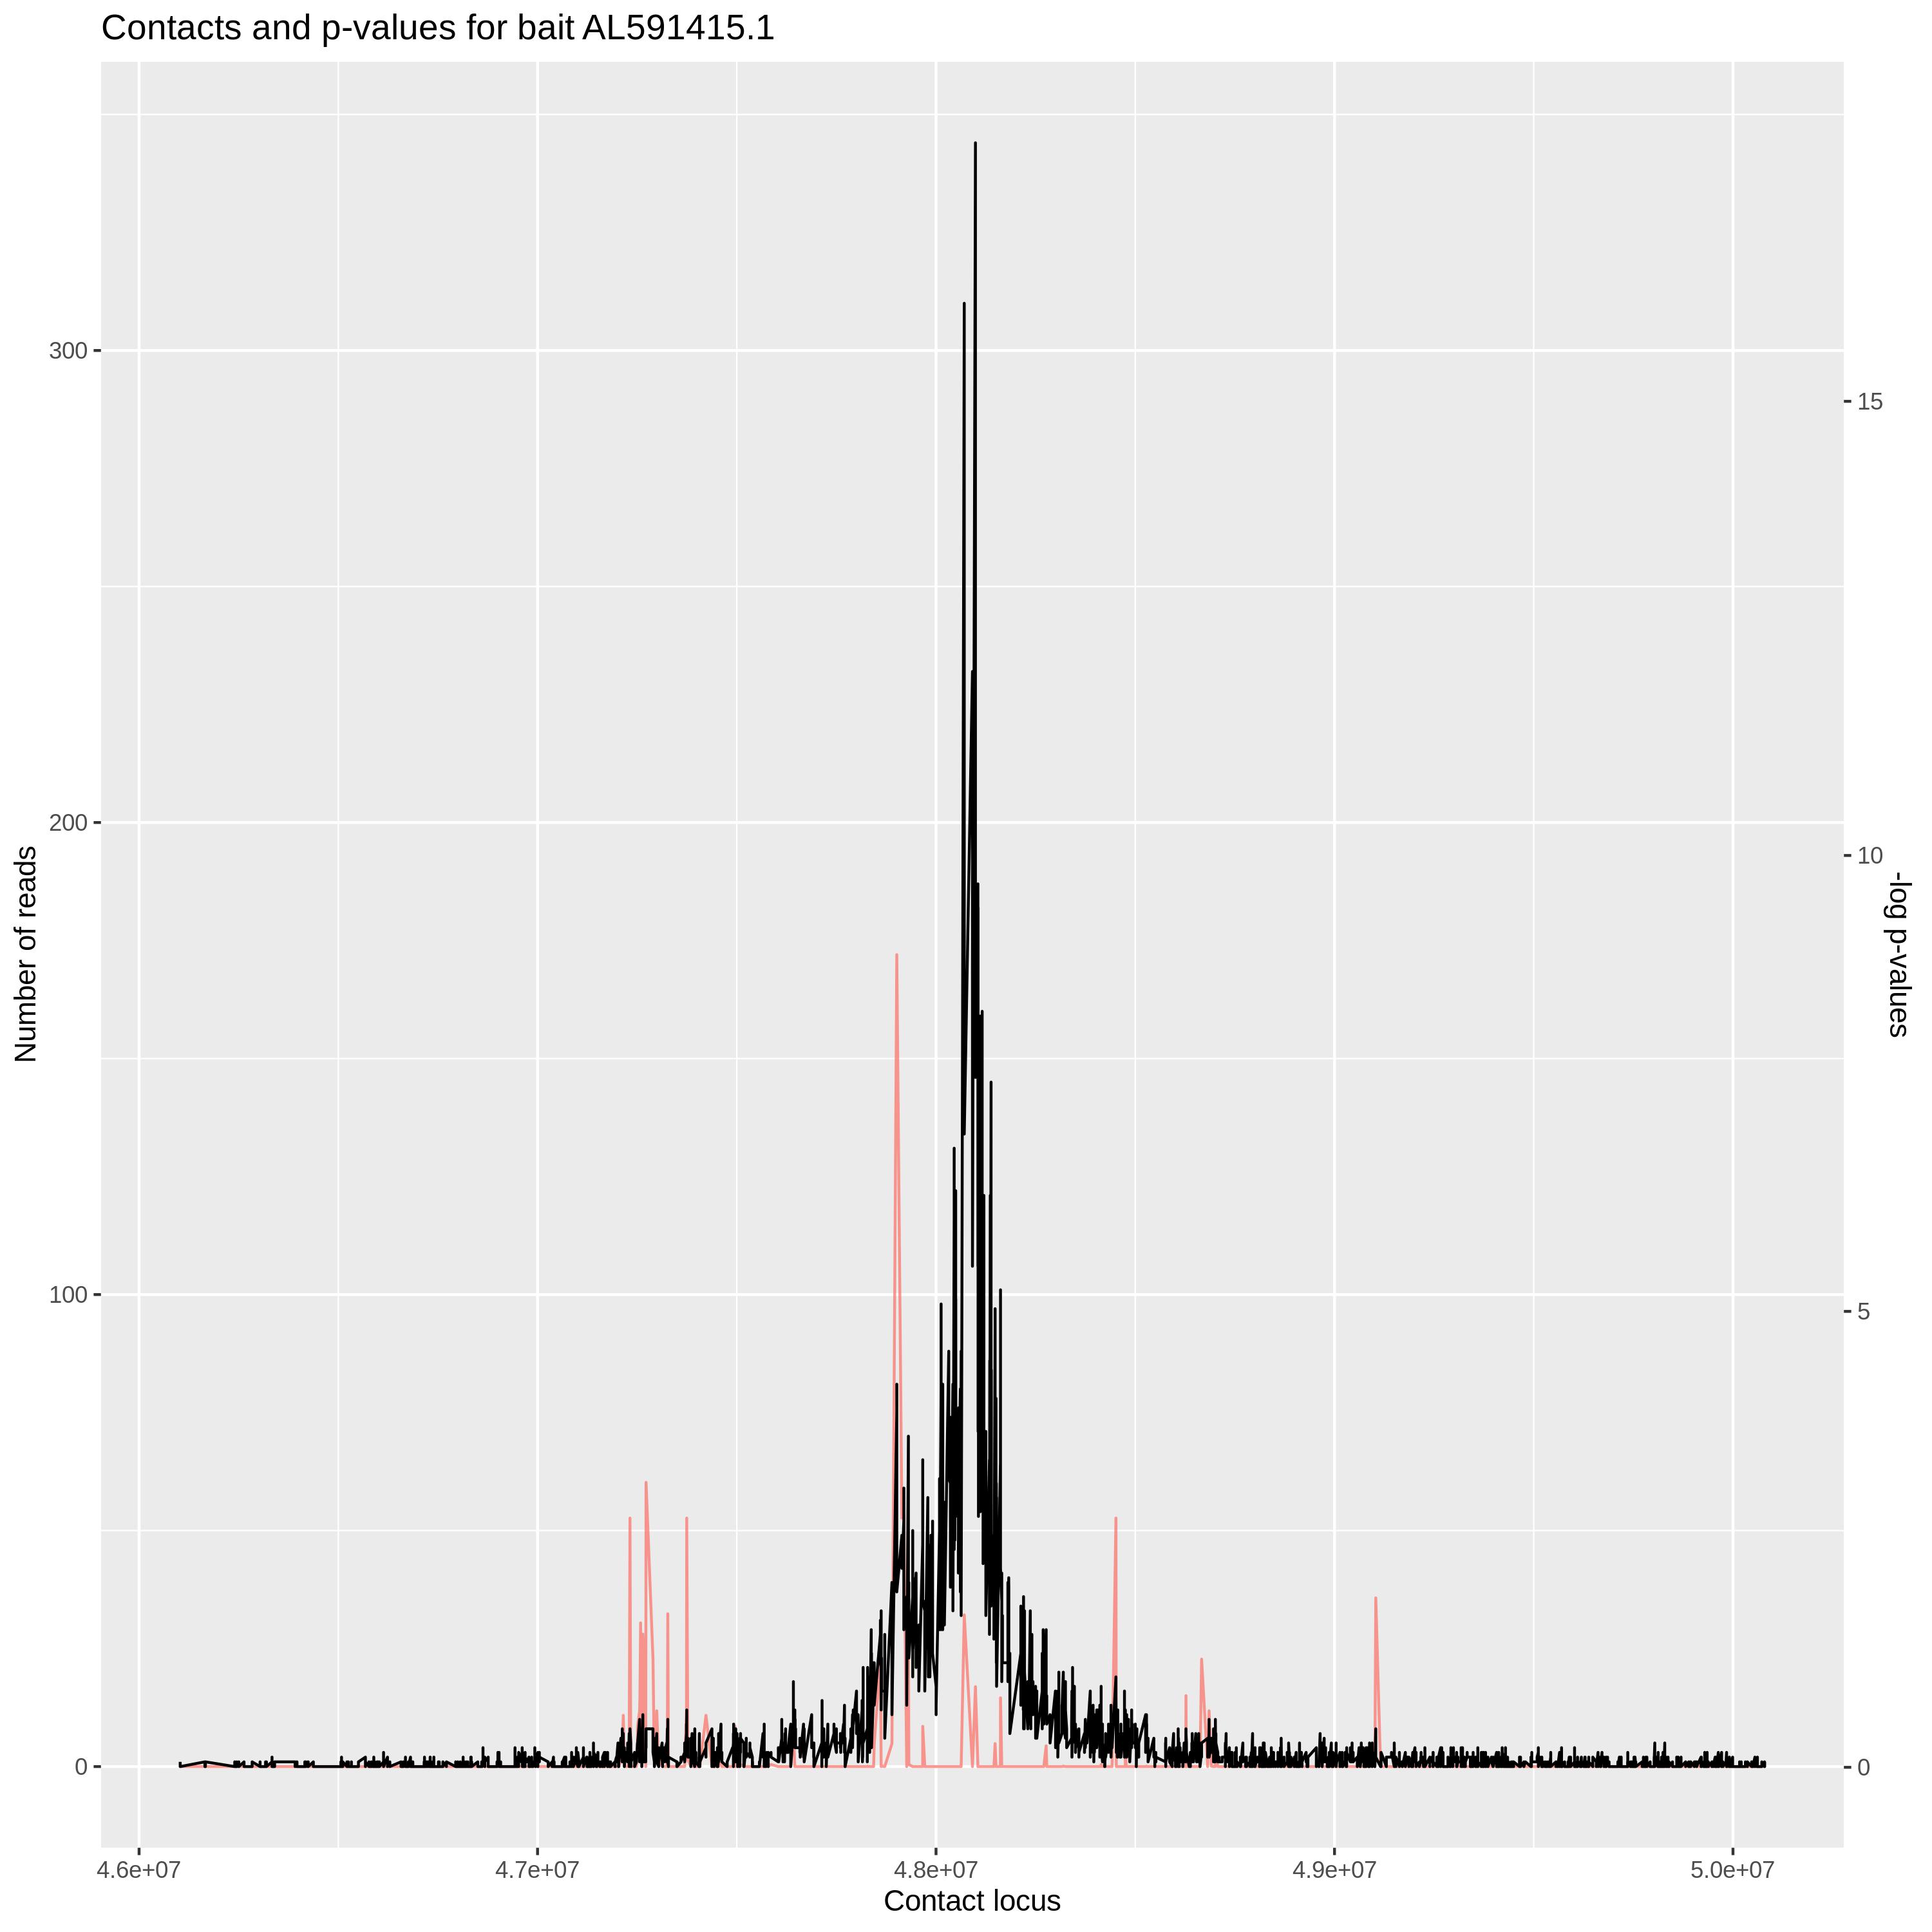 Contacts and p-values for bait AL591415.1
300
200
100
0
Number of reads
15
10
5
0
-log p-values
4.6e+07
4.7e+07
4.8e+07
4.9e+07
5.0e+07
Contact locus